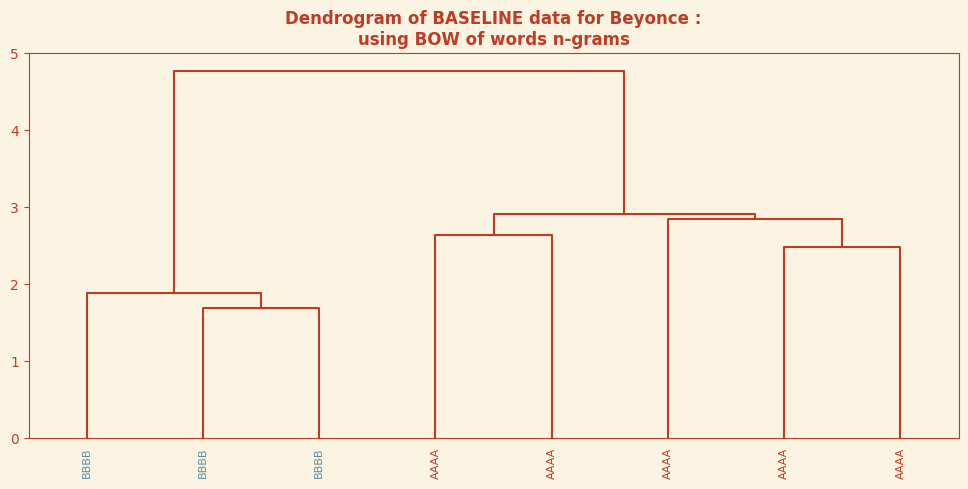 Dendrogram of BASELINE data for Beyonce :
using BOW of words n-grams
5
4
3
2
1
0
BBBB
BBBB
BBBB
AAAA
AAAA
AAAA
AAAA
AAAA